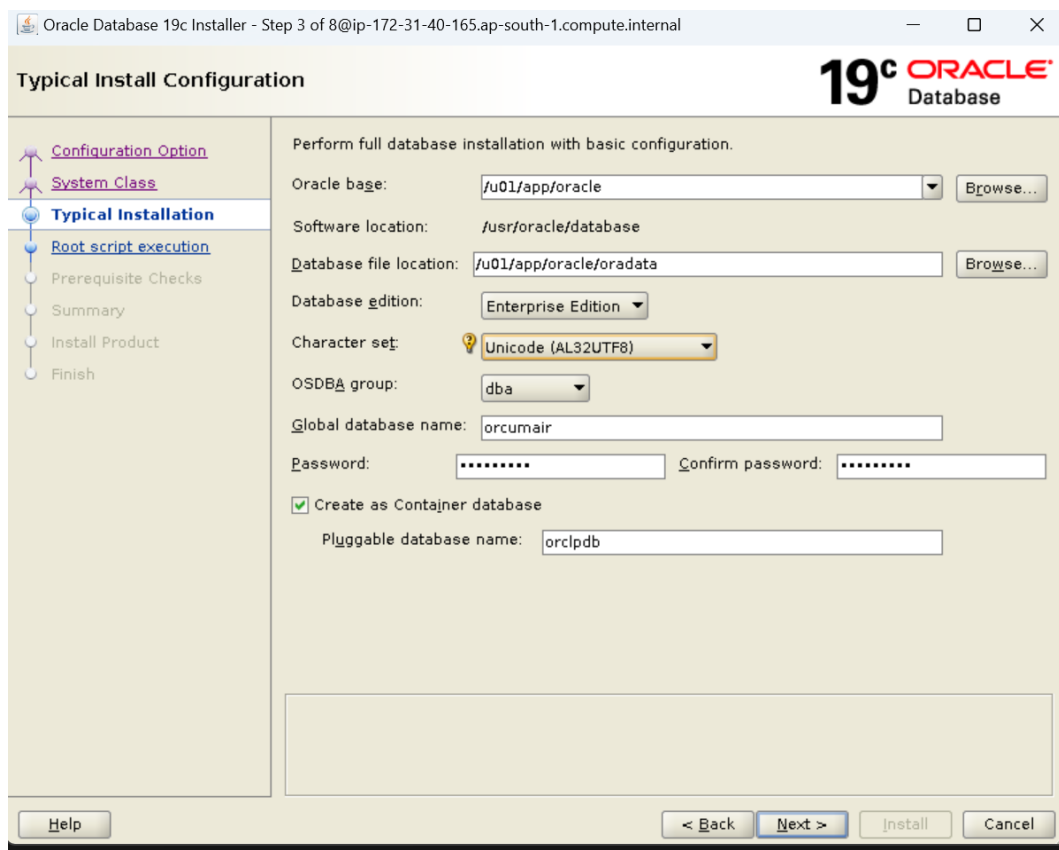 Oracle Database 19c Installer - Step 3 of 8@ip-172-31-40-165.ap-south-1.compute.internal
Typical Install Configuration
19c ORACLE
Database
Configuration Option
System Class
Typical Installation
Root script execution
Prerequisite Checks
Summary
Install Product
Finish
Perform full database installation with basic configuration.
Oracle base: /u01/app/oracle Browse...
Software location: /usr/oracle/database
Database file location: /u01/app/oracle/oradata Browse...
Database edition: Enterprise Edition
Character set: Unicode (AL32UTF8)
OSDBA group: dba
Global database name: orcumair
Password: ••••••••• Confirm password: •••••••••
Create as Container database
Pluggable database name: orclpdb
Help < Back Next > Install Cancel